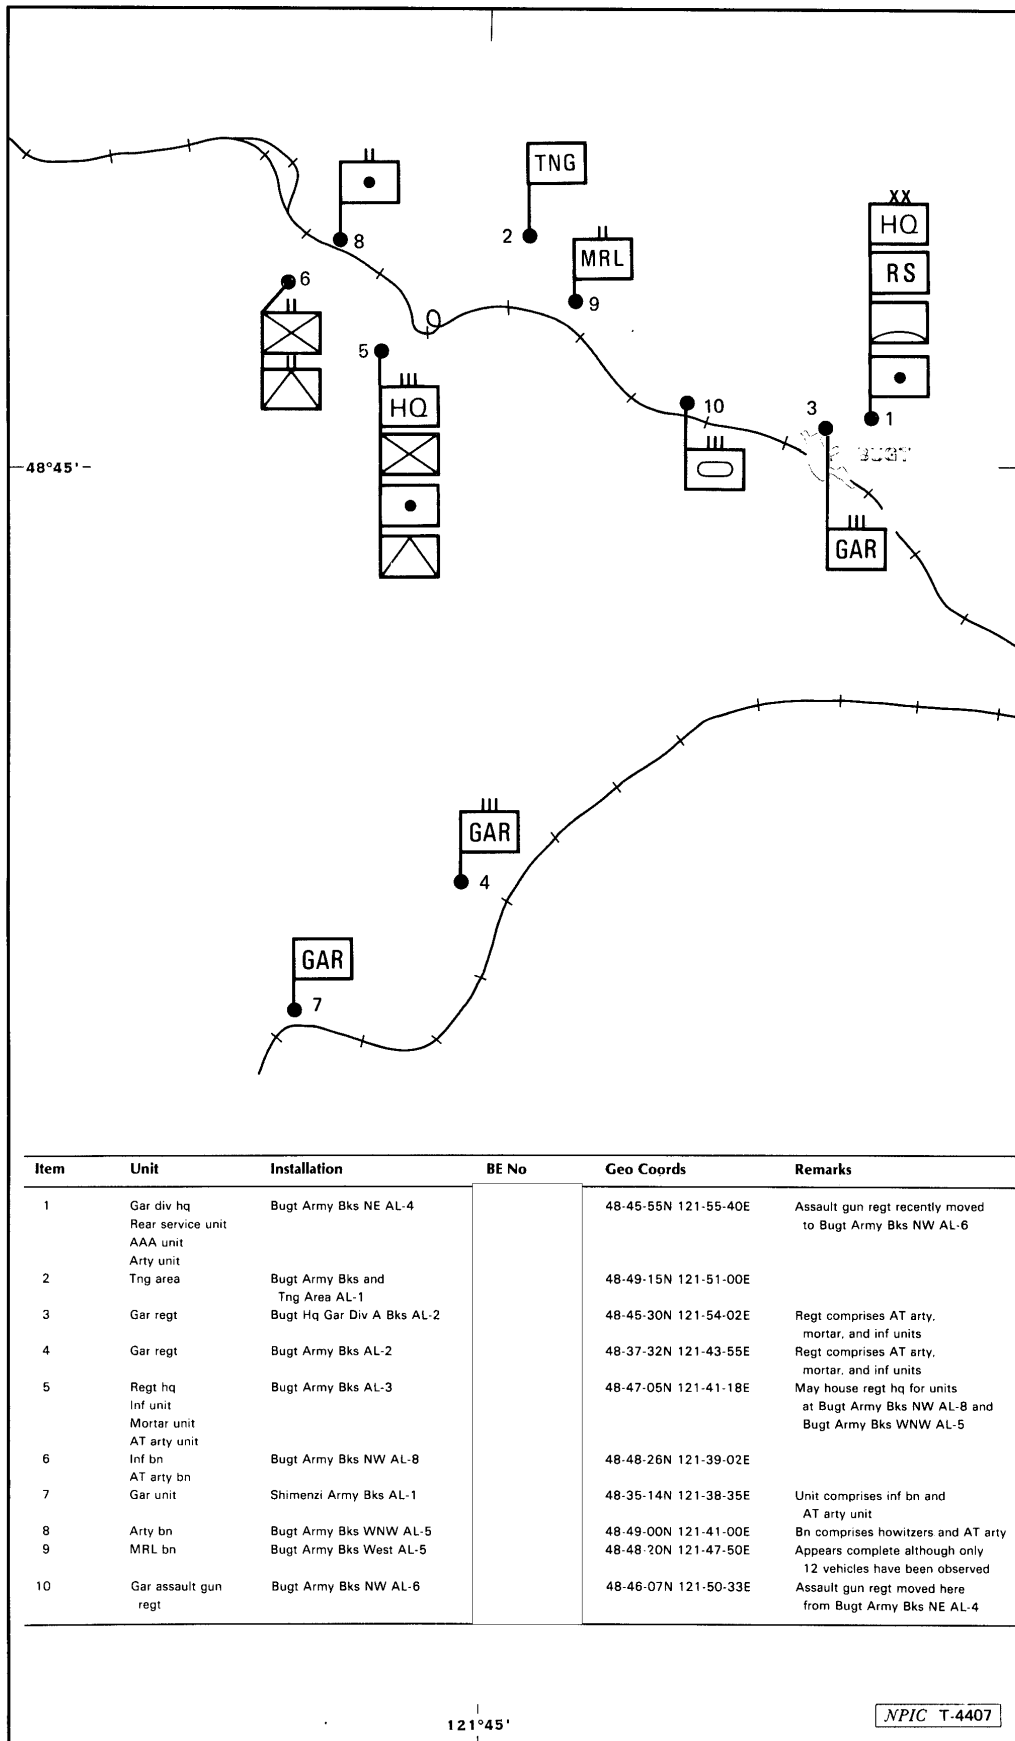 TNG
XX
HQ
RS
8
2
MRL
6
9
5
HQ
10
3
1
BUGT
48°45'
GAR
GAR
4
GAR
7
Item Unit Installation BE No Geo Coords Remarks
1 Gar div hq Bugt Army Bks NE AL-4 48-45-55N 121-55-40E Assault gun regt recently moved
Rear service unit to Bugt Army Bks NW AL-6
AAA unit
Arty unit
2 Tng area Bugt Army Bks and 48-49-15N 121-51-00E
Tng Area AL-1
3 Gar regt Bugt Hq Gar Div A Bks AL-2 48-45-30N 121-54-02E Regt comprises AT arty,
mortar, and inf units
4 Gar regt Bugt Army Bks AL-2 48-37-32N 121-43-55E Regt comprises AT arty,
mortar, and inf units
5 Regt hq Bugt Army Bks AL-3 48-47-05N 121-41-18E May house regt hq for units
Inf unit at Bugt Army Bks NW AL-8 and
Mortar unit Bugt Army Bks WNW AL-5
AT arty unit
6 Inf bn Bugt Army Bks NW AL-8 48-48-26N 121-39-02E
AT arty bn
7 Gar unit Shimenzi Army Bks AL-1 48-35-14N 121-38-35E Unit comprises inf bn and
AT arty unit
8 Arty bn Bugt Army Bks WNW AL-5 48-49-00N 121-41-00E Bn comprises howitzers and AT arty
9 MRL bn Bugt Army Bks West AL-5 48-48-20N 121-47-50E Appears complete although only
12 vehicles have been observed
10 Gar assault gun Bugt Army Bks NW AL-6 48-46-07N 121-50-33E Assault gun regt moved here
regt from Bugt Army Bks NE AL-4
121°45'
NPIC T-4407